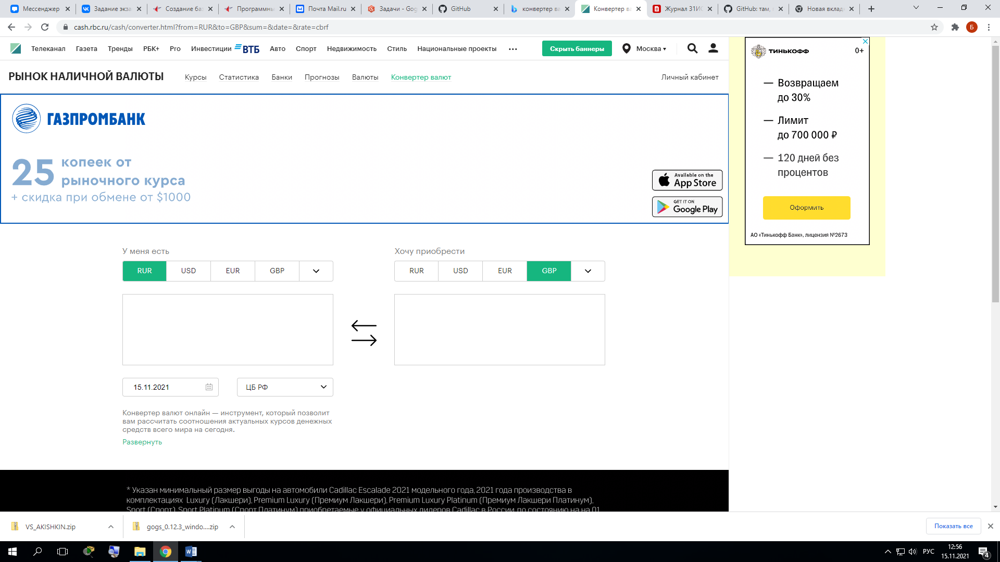 Мессенджер
Задание экза
Создание ба
Программны
Почта Mail.ru
Задачи - Gog
GitHub
конвертер ва
Конвертер ва
Журнал 31И
GitHub: там,
Новая вклад
cash.rbc.ru/cash/converter.html?from=RUR&to=GBP&sum=&date=&rate=cbrf
Б
Телеканал Газета Тренды РБК+ Pro Инвестиции ВТБ Авто Спорт Недвижимость Стиль Национальные проекты ••• Скрыть баннеры Москва
РЫНОК НАЛИЧНОЙ ВАЛЮТЫ Курсы Статистика Банки Прогнозы Валюты Конвертер валют Личный кабинет
ГАЗПРОМБАНК
25 копеек от
рыночного курса
+ скидка при обмене от $1000
Available on the
App Store
GET IT ON
Google Play
ТИНЬКОФФ 0+
— Возвращаем
до 30%
— Лимит
до 700 000 ₽
— 120 дней без
процентов
Оформить
АО «Тинькофф Банк», лицензия №2673
У меня есть
RUR USD EUR GBP
Хочу приобрести
RUR USD EUR GBP
15.11.2021
ЦБ РФ
Конвертер валют онлайн — инструмент, который позволит
вам рассчитать соотношения актуальных курсов денежных
средств всего мира на сегодня.
Развернуть
* Указан минимальный размер выгоды на автомобили Cadillac Escalade 2021 модельного года, 2021 года производства в
комплектациях Luxury (Лакшери), Premium Luxury (Премиум Лакшери), Premium Luxury Platinum (Премиум Лакшери Платинум),
Sport (Спорт), Sport Platinum (Спорт Платинум) приобретаемые у официальных дилеров Cadillac в России, по состоянию на на 01
VS_AKISHKIN.zip
gogs_0.12.3_windo....zip
Показать все
РУС
12:56
15.11.2021
4